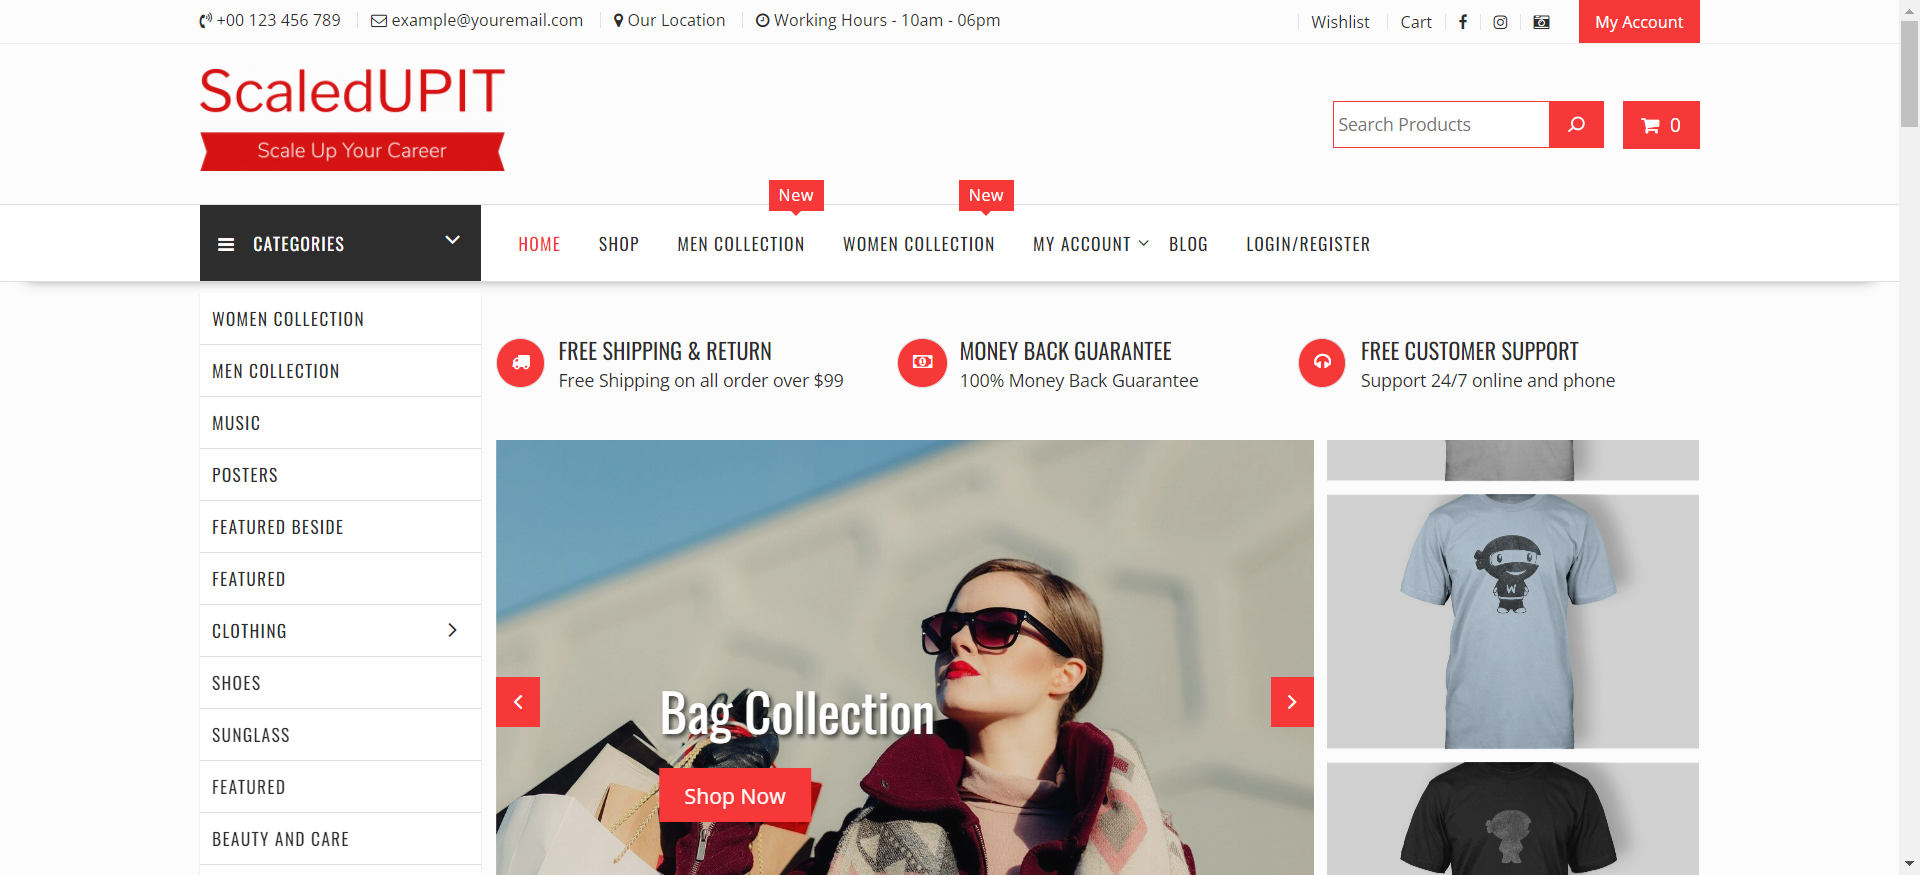 +00 123 456 789 example@youremail.com Our Location Working Hours - 10am - 06pm Wishlist Cart My Account
ScaledUPIT
Scale Up Your Career
Search Products
0
New New
CATEGORIES HOME SHOP MEN COLLECTION WOMEN COLLECTION MY ACCOUNT BLOG LOGIN/REGISTER
WOMEN COLLECTION
MEN COLLECTION
MUSIC
POSTERS
FEATURED BESIDE
FEATURED
CLOTHING
SHOES
SUNGLASS
FEATURED
BEAUTY AND CARE
FREE SHIPPING & RETURN
Free Shipping on all order over $99
MONEY BACK GUARANTEE
100% Money Back Guarantee
FREE CUSTOMER SUPPORT
Support 24/7 online and phone
Bag Collection
Shop Now
W